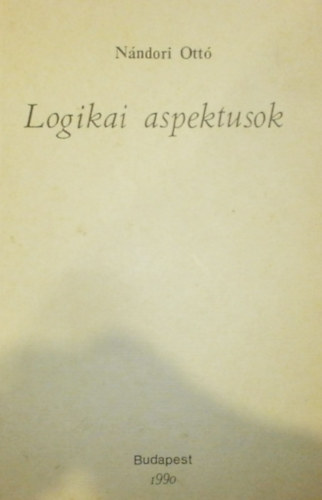 Nándori Ottó
Logikai aspektusok
Budapest
1990